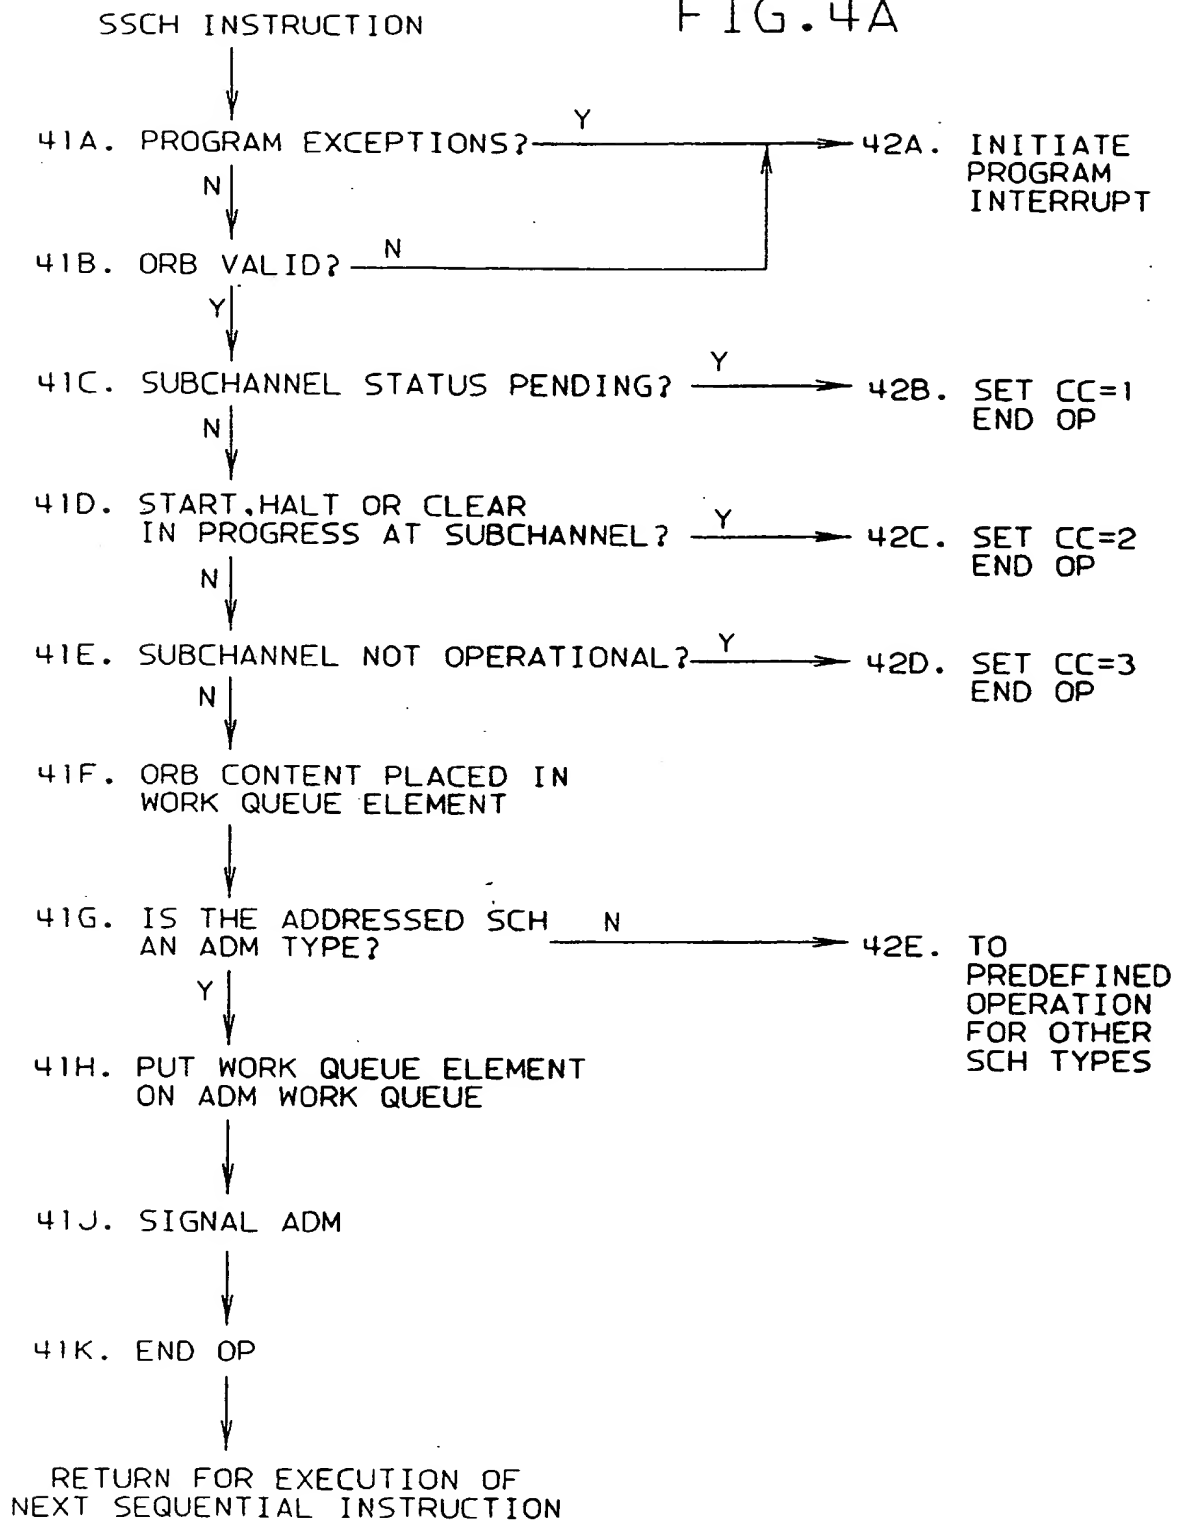 FIG.4A
SSCH INSTRUCTION
41A. PROGRAM EXCEPTIONS?
Y
42A. INITIATE
PROGRAM
INTERRUPT
N
41B. ORB VALID?
N
Y
41C. SUBCHANNEL STATUS PENDING?
Y
42B. SET CC=1
END OP
N
41D. START,HALT OR CLEAR
IN PROGRESS AT SUBCHANNEL?
Y
42C. SET CC=2
END OP
N
41E. SUBCHANNEL NOT OPERATIONAL?
Y
42D. SET CC=3
END OP
N
41F. ORB CONTENT PLACED IN
WORK QUEUE ELEMENT
41G. IS THE ADDRESSED SCH
AN ADM TYPE?
N
42E. TO
PREDEFINED
OPERATION
FOR OTHER
SCH TYPES
Y
41H. PUT WORK QUEUE ELEMENT
ON ADM WORK QUEUE
41J. SIGNAL ADM
41K. END OP
RETURN FOR EXECUTION OF
NEXT SEQUENTIAL INSTRUCTION